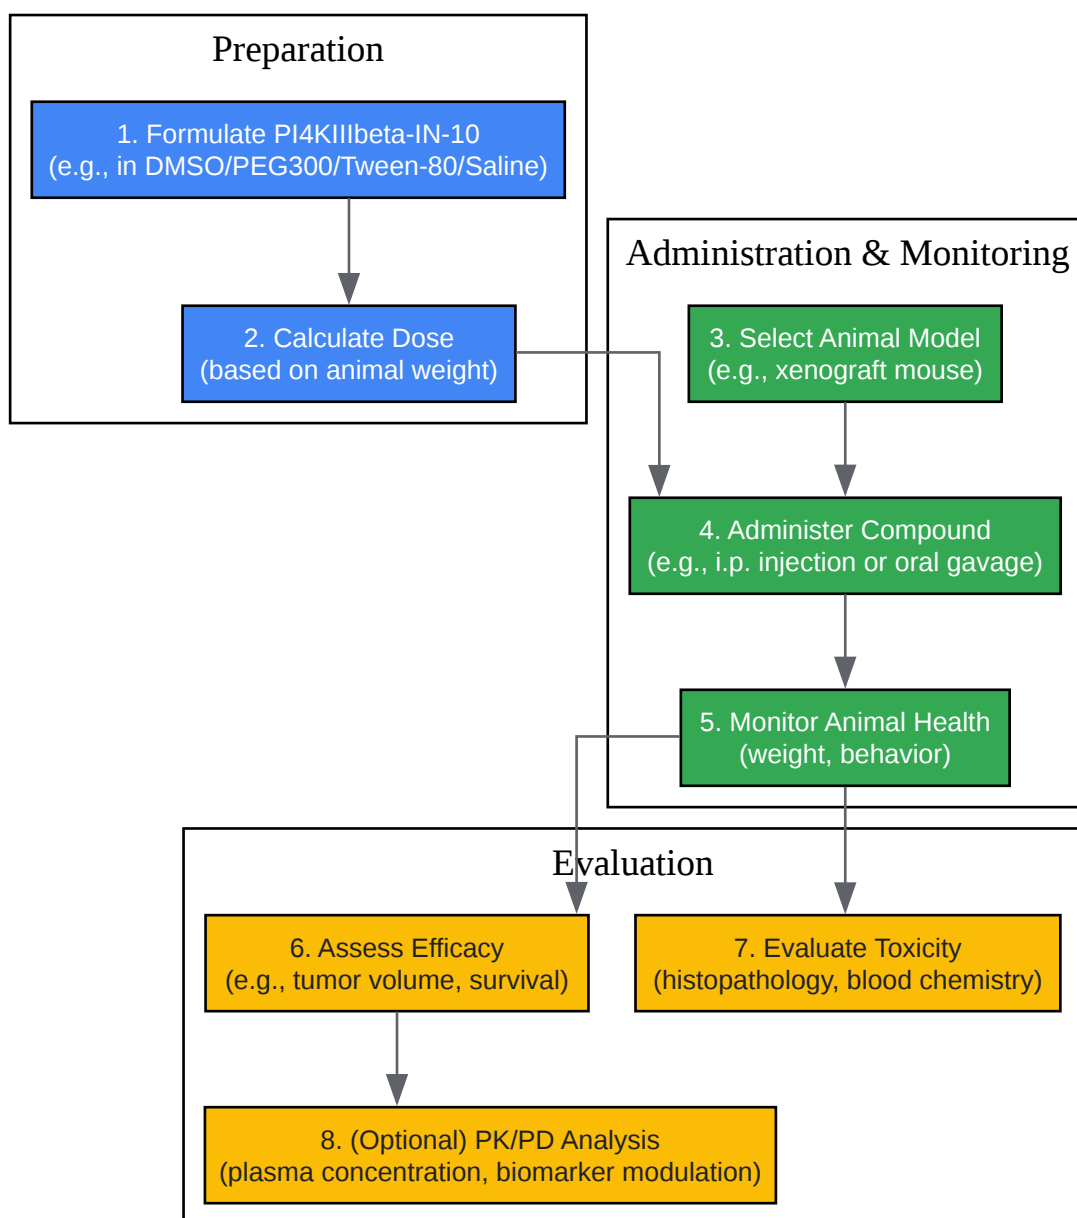 Preparation
1. Formulate PI4KIIIbeta-IN-10
(e.g., in DMSO/PEG300/Tween-80/Saline)
2. Calculate Dose
(based on animal weight)
Administration & Monitoring
3. Select Animal Model
(e.g., xenograft mouse)
4. Administer Compound
(e.g., i.p. injection or oral gavage)
5. Monitor Animal Health
(weight, behavior)
Evaluation
6. Assess Efficacy
(e.g., tumor volume, survival)
7. Evaluate Toxicity
(histopathology, blood chemistry)
8. (Optional) PK/PD Analysis
(plasma concentration, biomarker modulation)